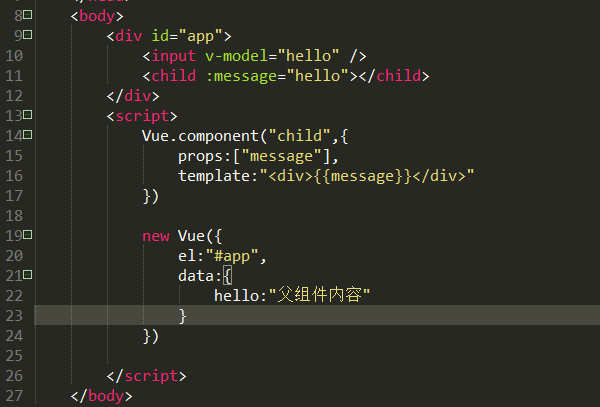 8 <body>
9 <div id="app">
10 <input v-model="hello" />
11 <child :message="hello"></child>
12 </div>
13 <script>
14 Vue.component("child",{
15 props:["message"],
16 template:"<div>{{message}}</div>"
17 })
18
19 new Vue({
20 el:"#app",
21 data:{
22 hello:"父组件内容"
23 }
24 })
25
26 </script>
27 </body>